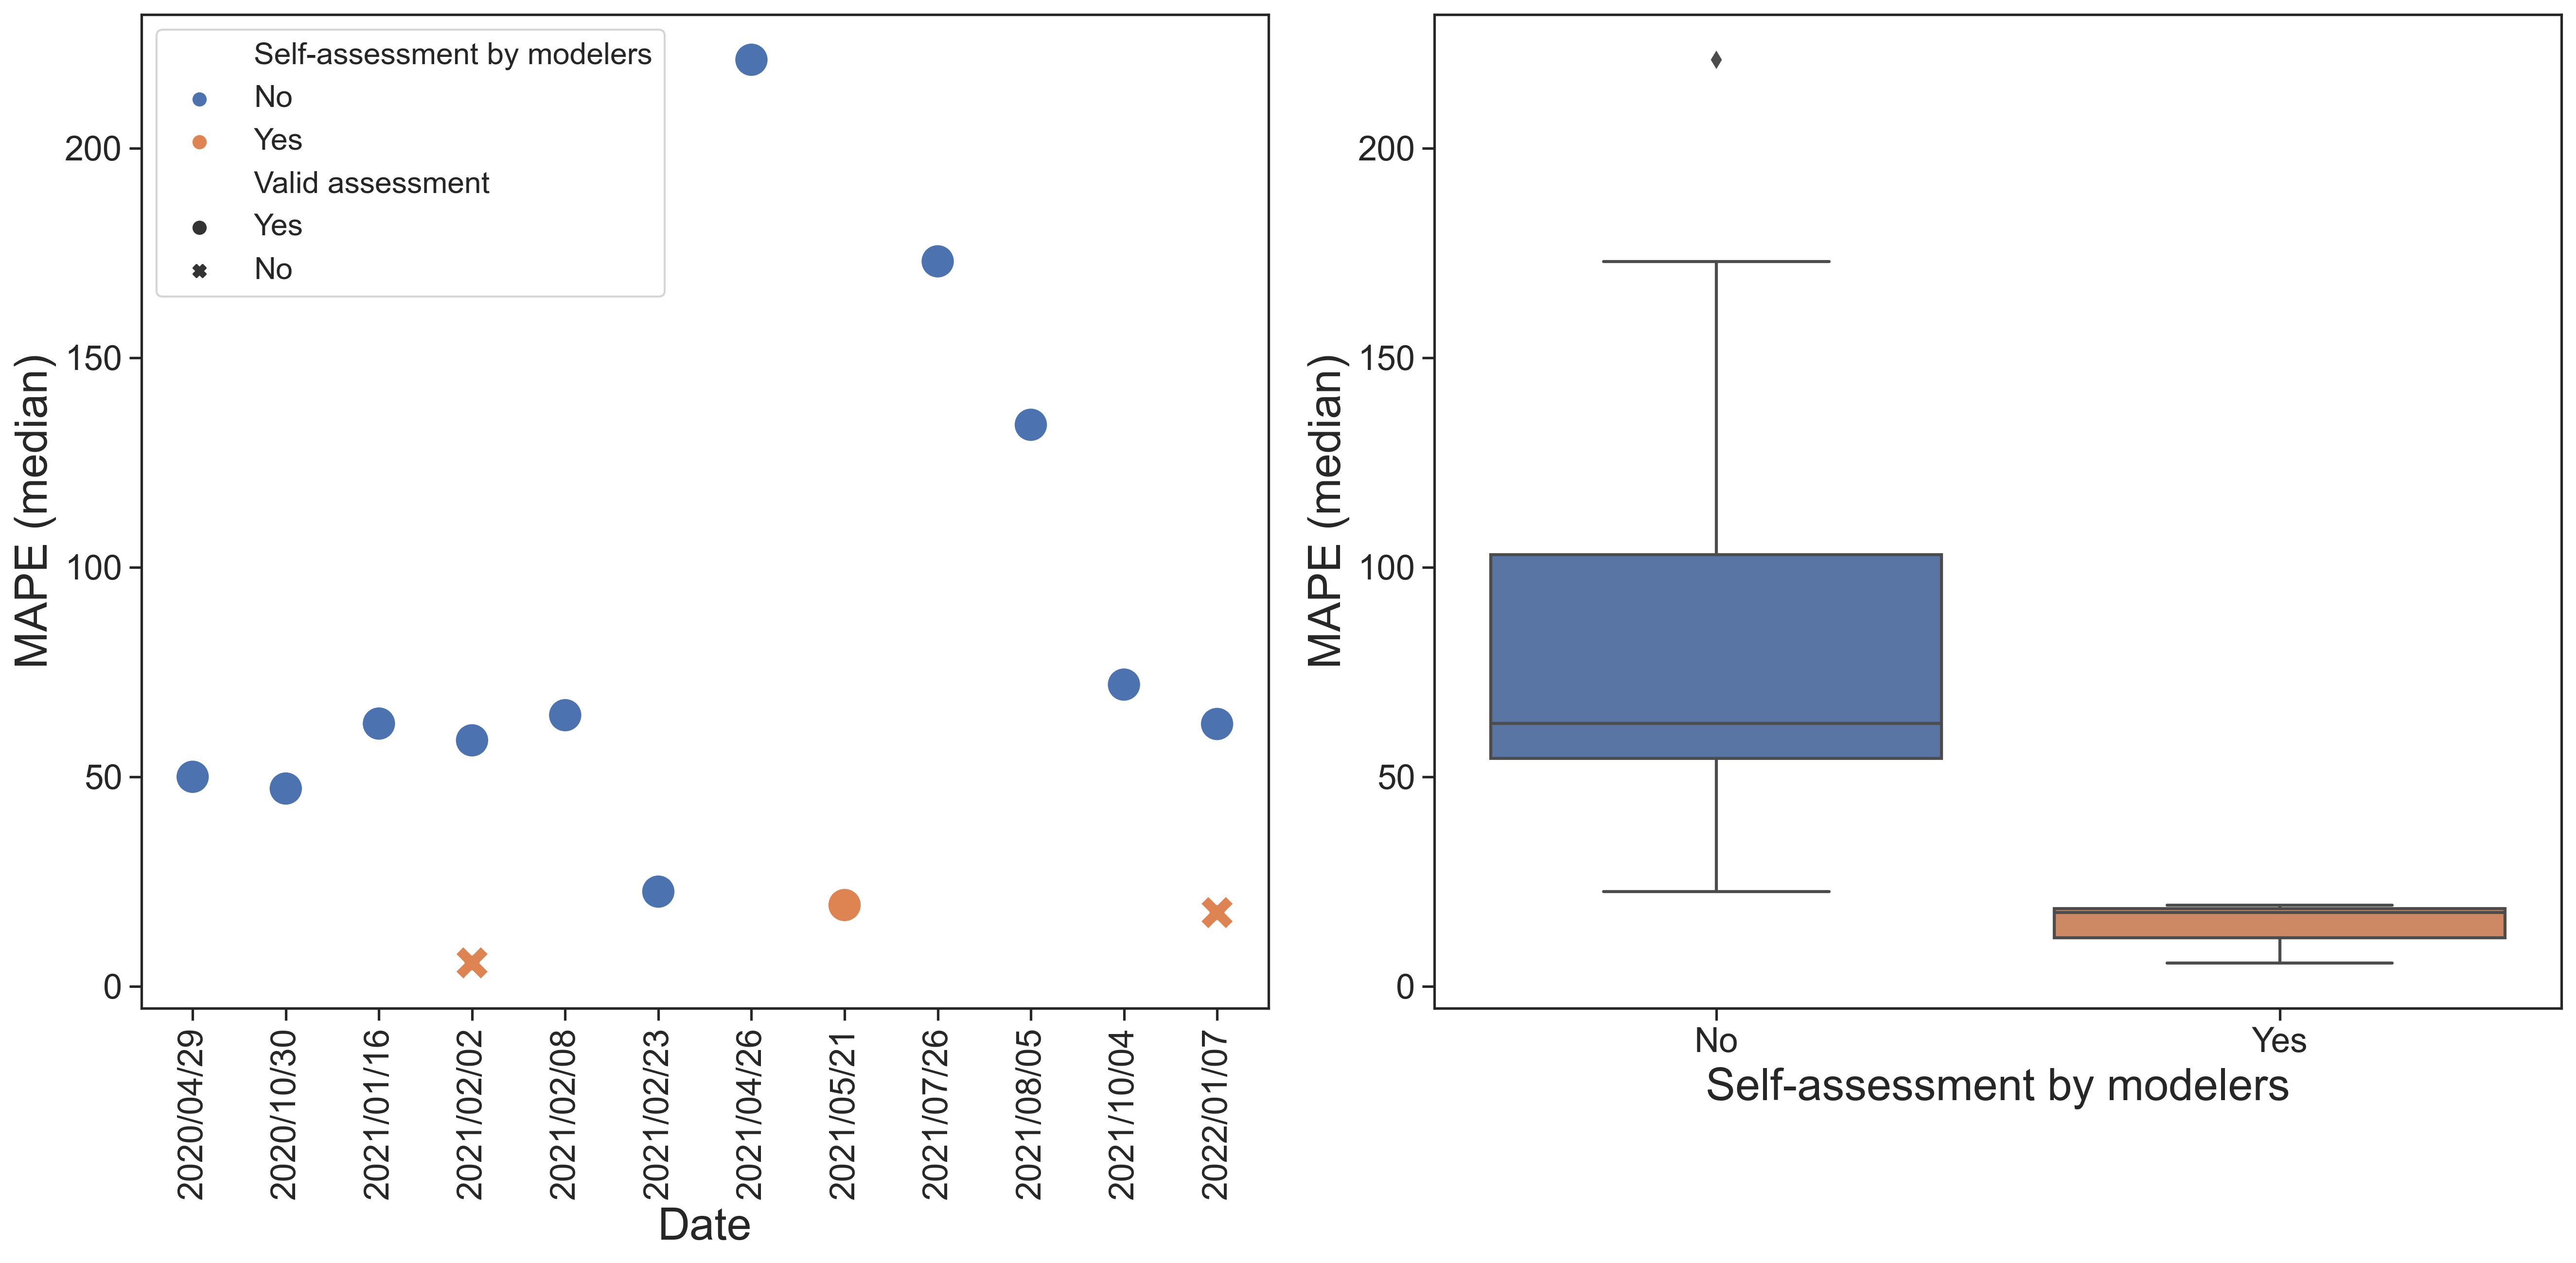 Self-assessment by modelers
No
Yes
Valid assessment
Yes
No
MAPE (median)
200
150
100
50
0
2020/04/29
2020/10/30
2021/01/16
2021/02/02
2021/02/08
2021/02/23
2021/04/26
2021/05/21
2021/07/26
2021/08/05
2021/10/04
2022/01/07
Date
MAPE (median)
200
150
100
50
0
No
Yes
Self-assessment by modelers